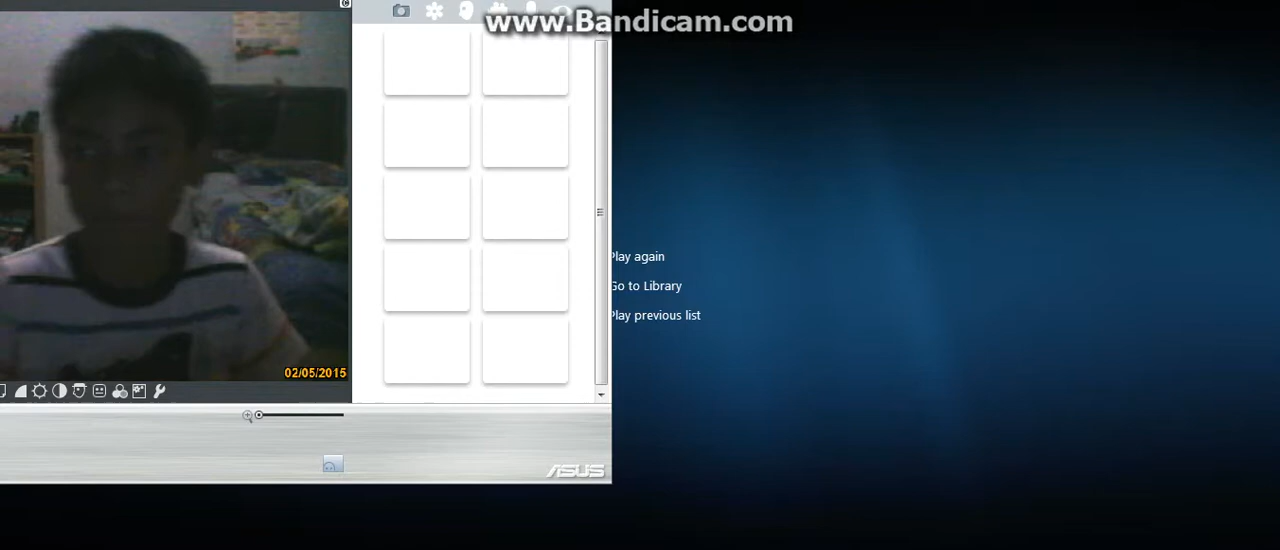 www.Bandicam.com
Play again
Go to Library
Play previous list
02/05/2015
ASUS